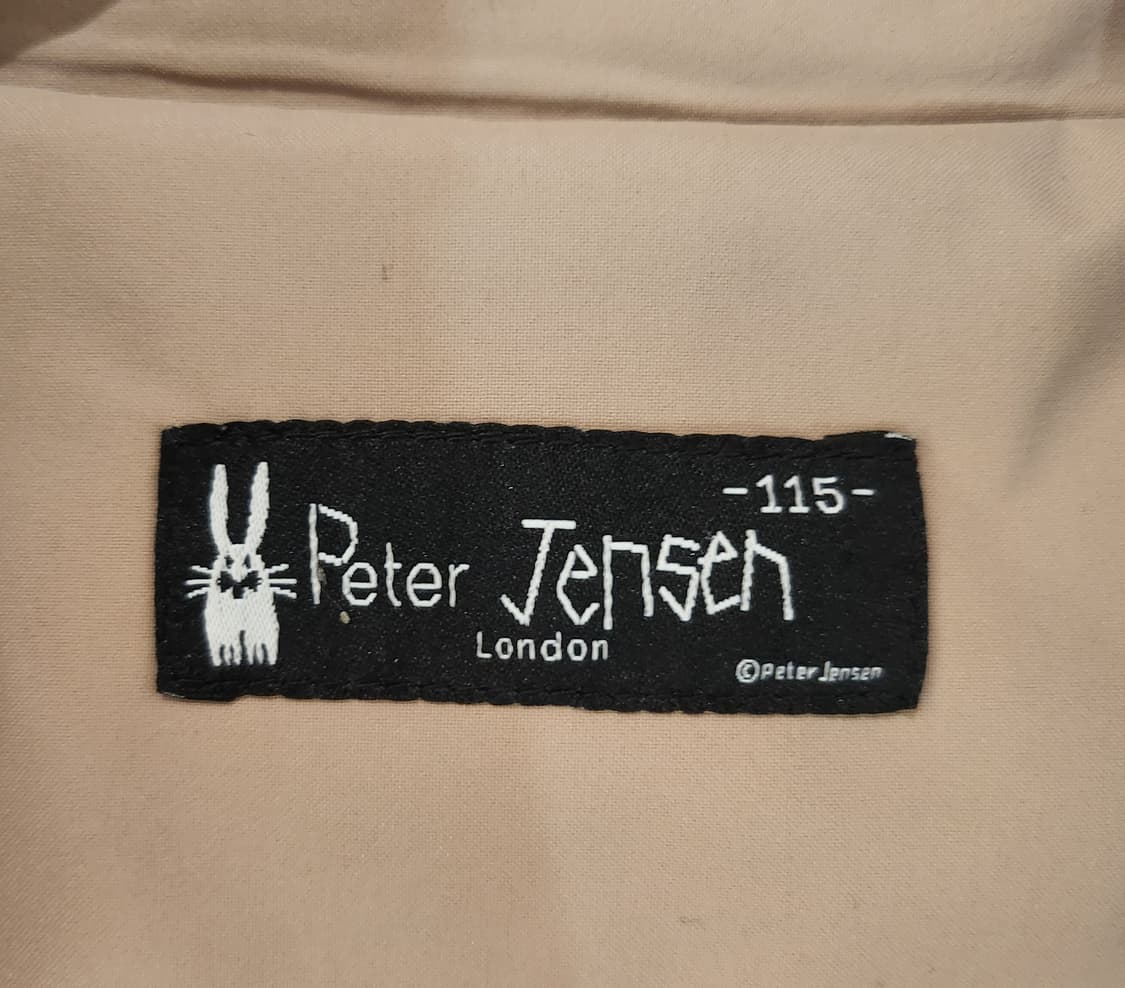 -115-
Peter Jensen
London
©Peter Jensen